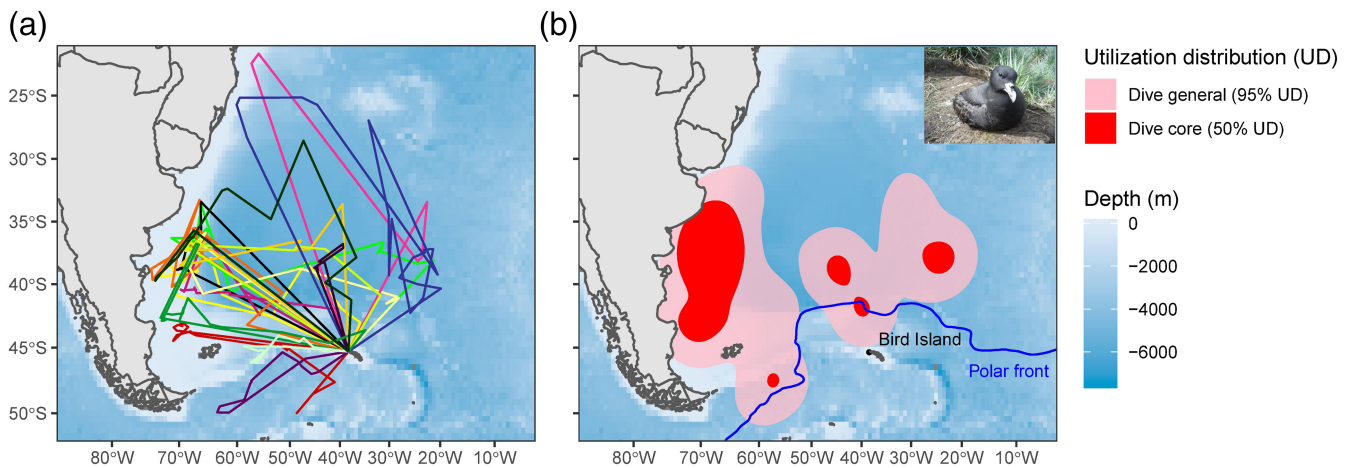 (a)
(b)
25°S
30°S
35°S
40°S
45°S
50°S
80°W 70°W 60°W 50°W 40°W 30°W 20°W 10°W
Bird Island
Polar front
80°W 70°W 60°W 50°W 40°W 30°W 20°W 10°W
Utilization distribution (UD)
Dive general (95% UD)
Dive core (50% UD)
Depth (m)
0
−2000
−4000
−6000